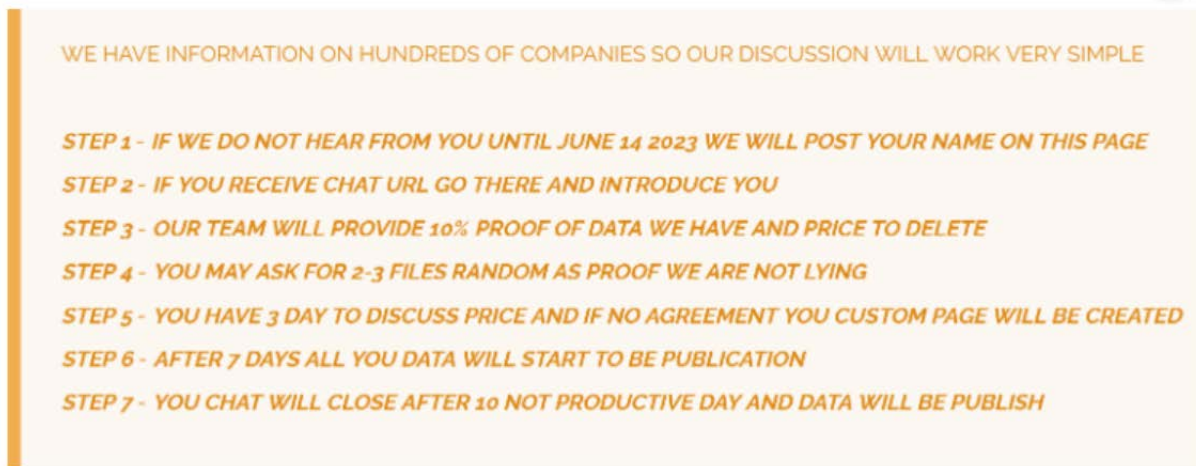 WE HAVE INFORMATION ON HUNDREDS OF COMPANIES SO OUR DISCUSSION WILL WORK VERY SIMPLE
STEP 1 - IF WE DO NOT HEAR FROM YOU UNTIL JUNE 14 2023 WE WILL POST YOUR NAME ON THIS PAGE
STEP 2 - IF YOU RECEIVE CHAT URL GO THERE AND INTRODUCE YOU
STEP 3 - OUR TEAM WILL PROVIDE 10% PROOF OF DATA WE HAVE AND PRICE TO DELETE
STEP 4 - YOU MAY ASK FOR 2-3 FILES RANDOM AS PROOF WE ARE NOT LYING
STEP 5 - YOU HAVE 3 DAY TO DISCUSS PRICE AND IF NO AGREEMENT YOU CUSTOM PAGE WILL BE CREATED
STEP 6 - AFTER 7 DAYS ALL YOU DATA WILL START TO BE PUBLICATION
STEP 7 - YOU CHAT WILL CLOSE AFTER 10 NOT PRODUCTIVE DAY AND DATA WILL BE PUBLISH